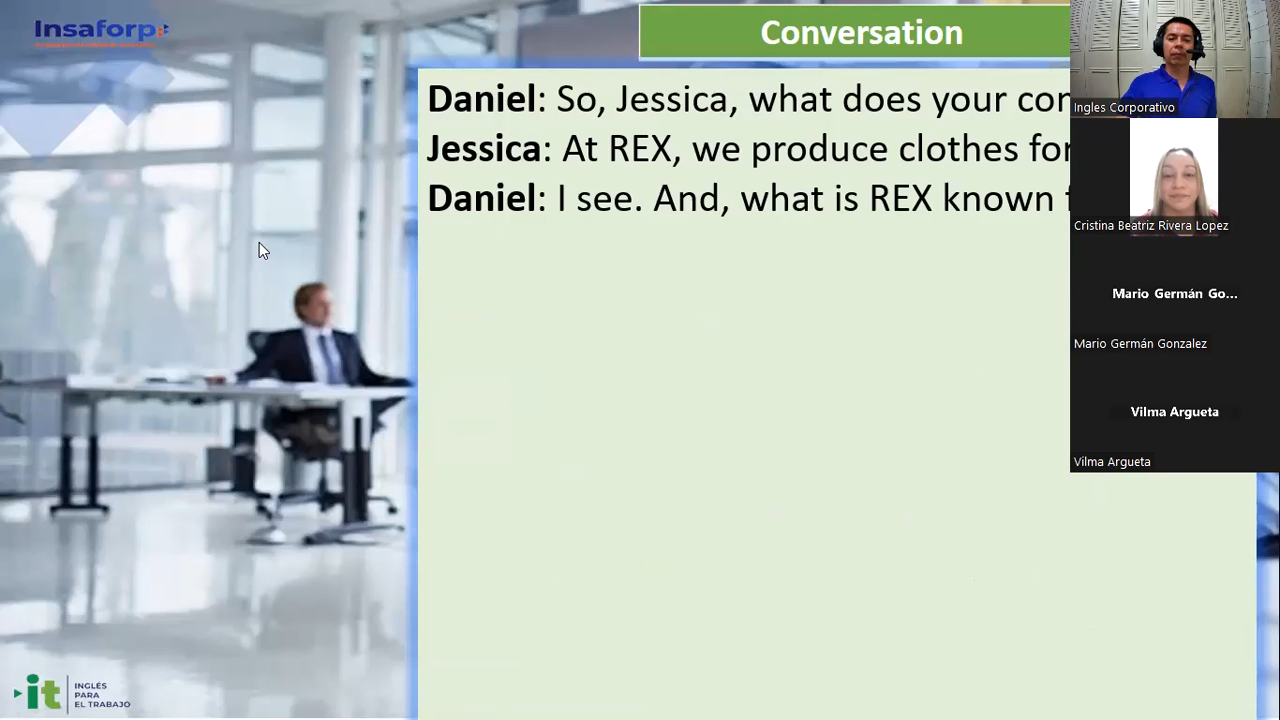 Insaforp
Conversation
Daniel: So, Jessica, what does your
Jessica: At REX, we produce clothes for
Daniel: I see. And, what is REX known
Ingles Corporativo
Cristina Beatriz Rivera Lopez
Mario Germán Go...
Mario Germán Gonzalez
Vilma Argueta
Vilma Argueta
it
INGLÉS
PARA
EL TRABAJO